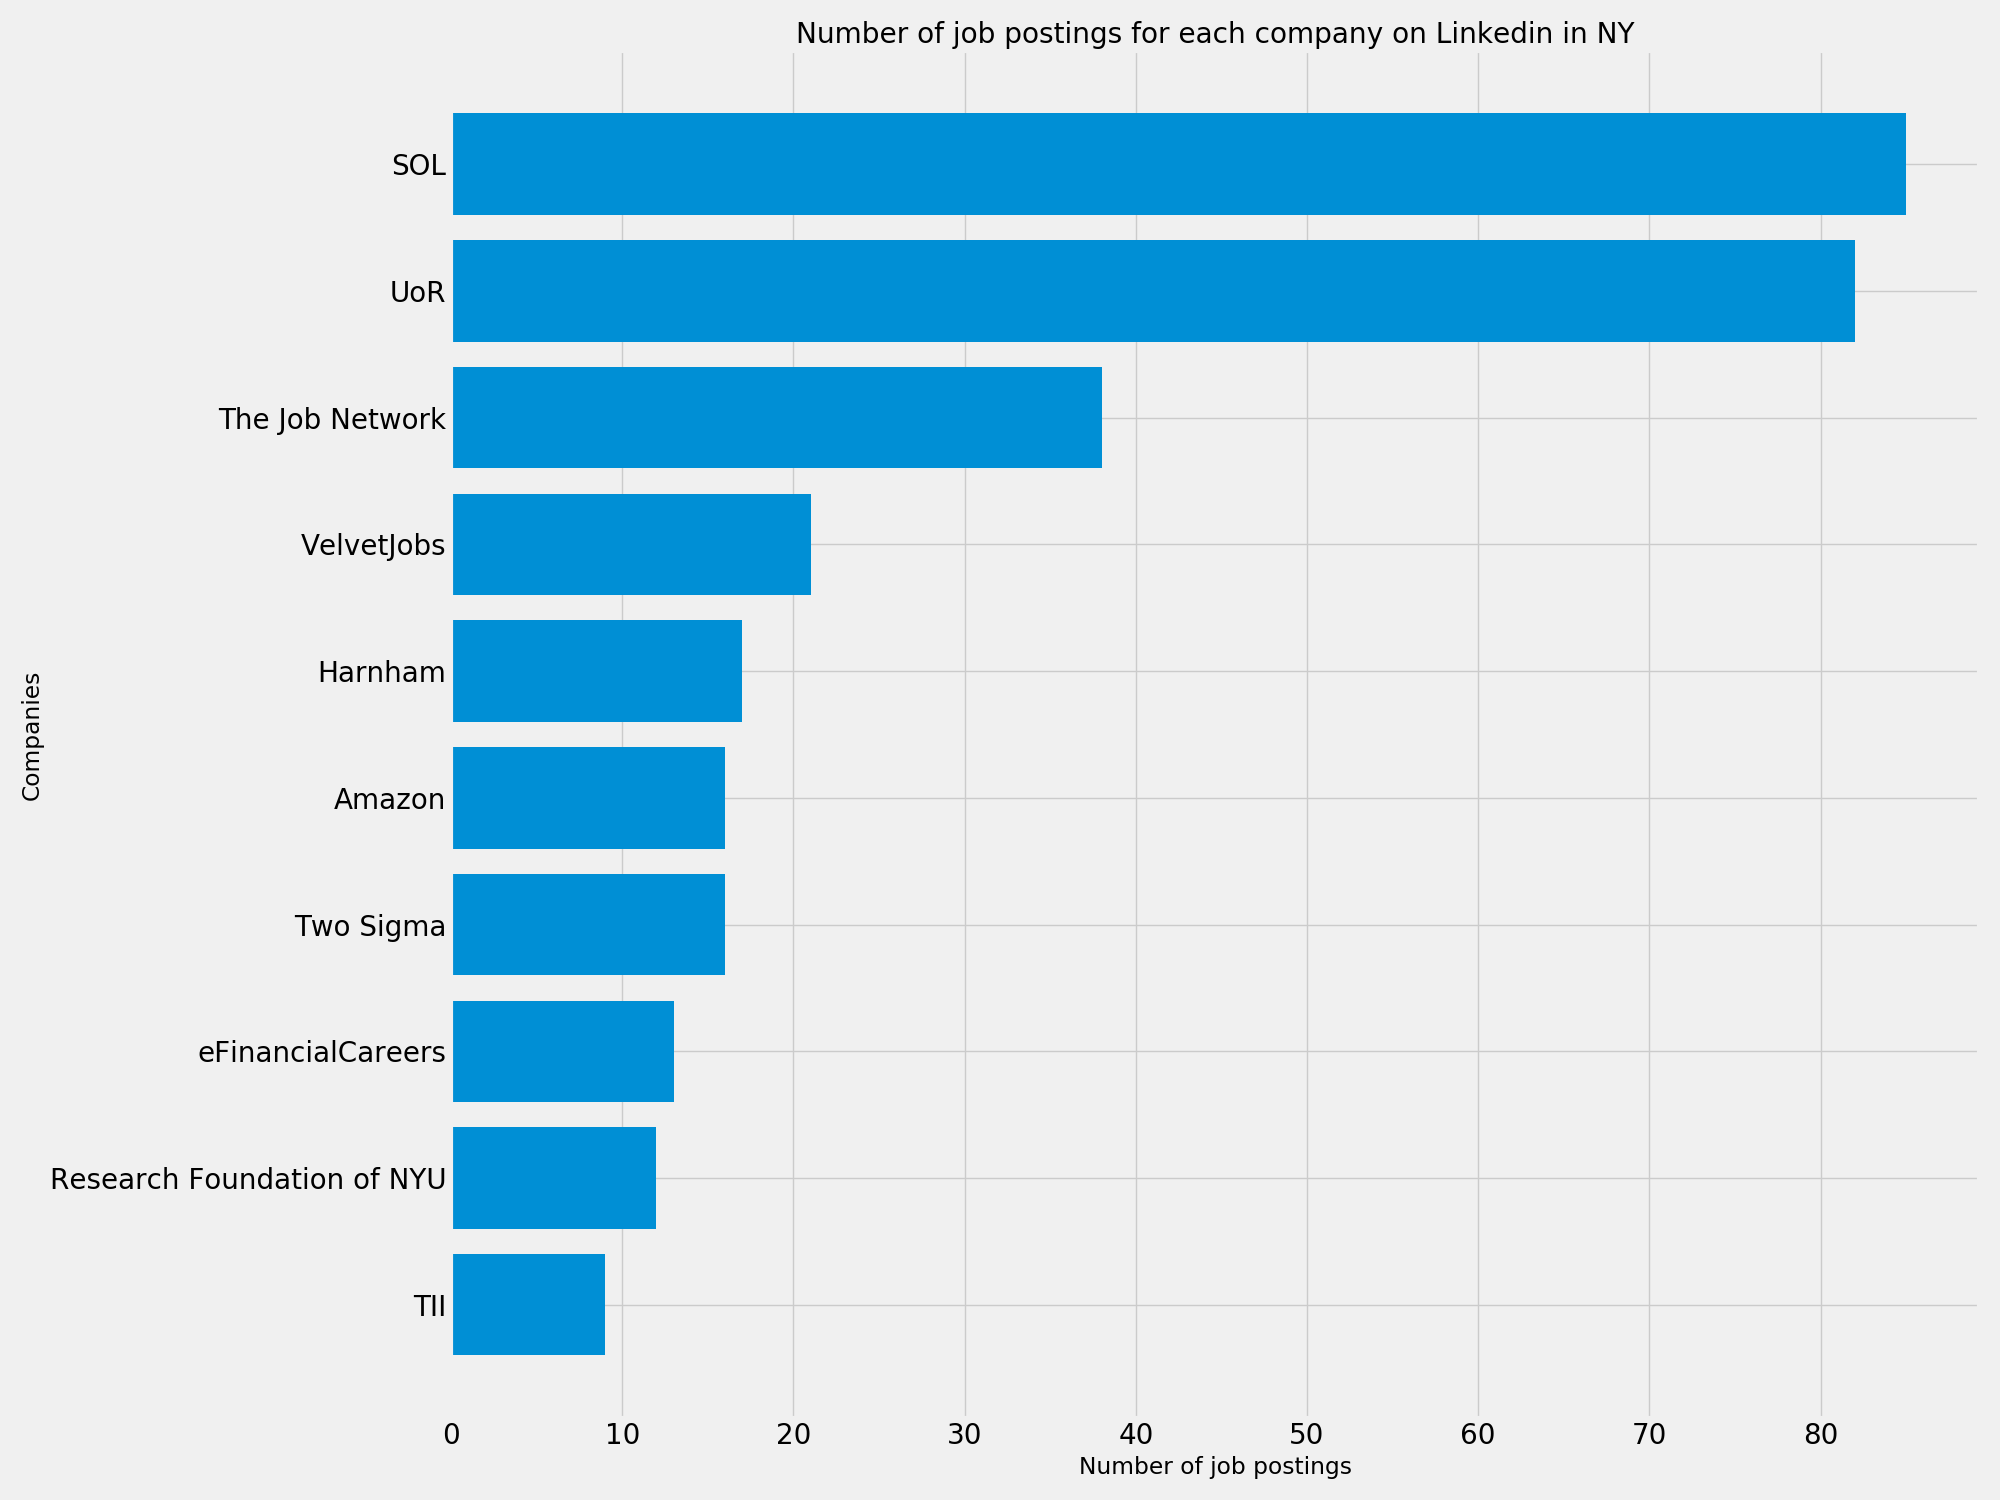 Number of job postings for each company on Linkedin in NY
SOL
UoR
The Job Network
VelvetJobs
Harnham
Amazon
Two Sigma
eFinancialCareers
Research Foundation of NYU
TII
Companies
0 10 20 30 40 50 60 70 80
Number of job postings